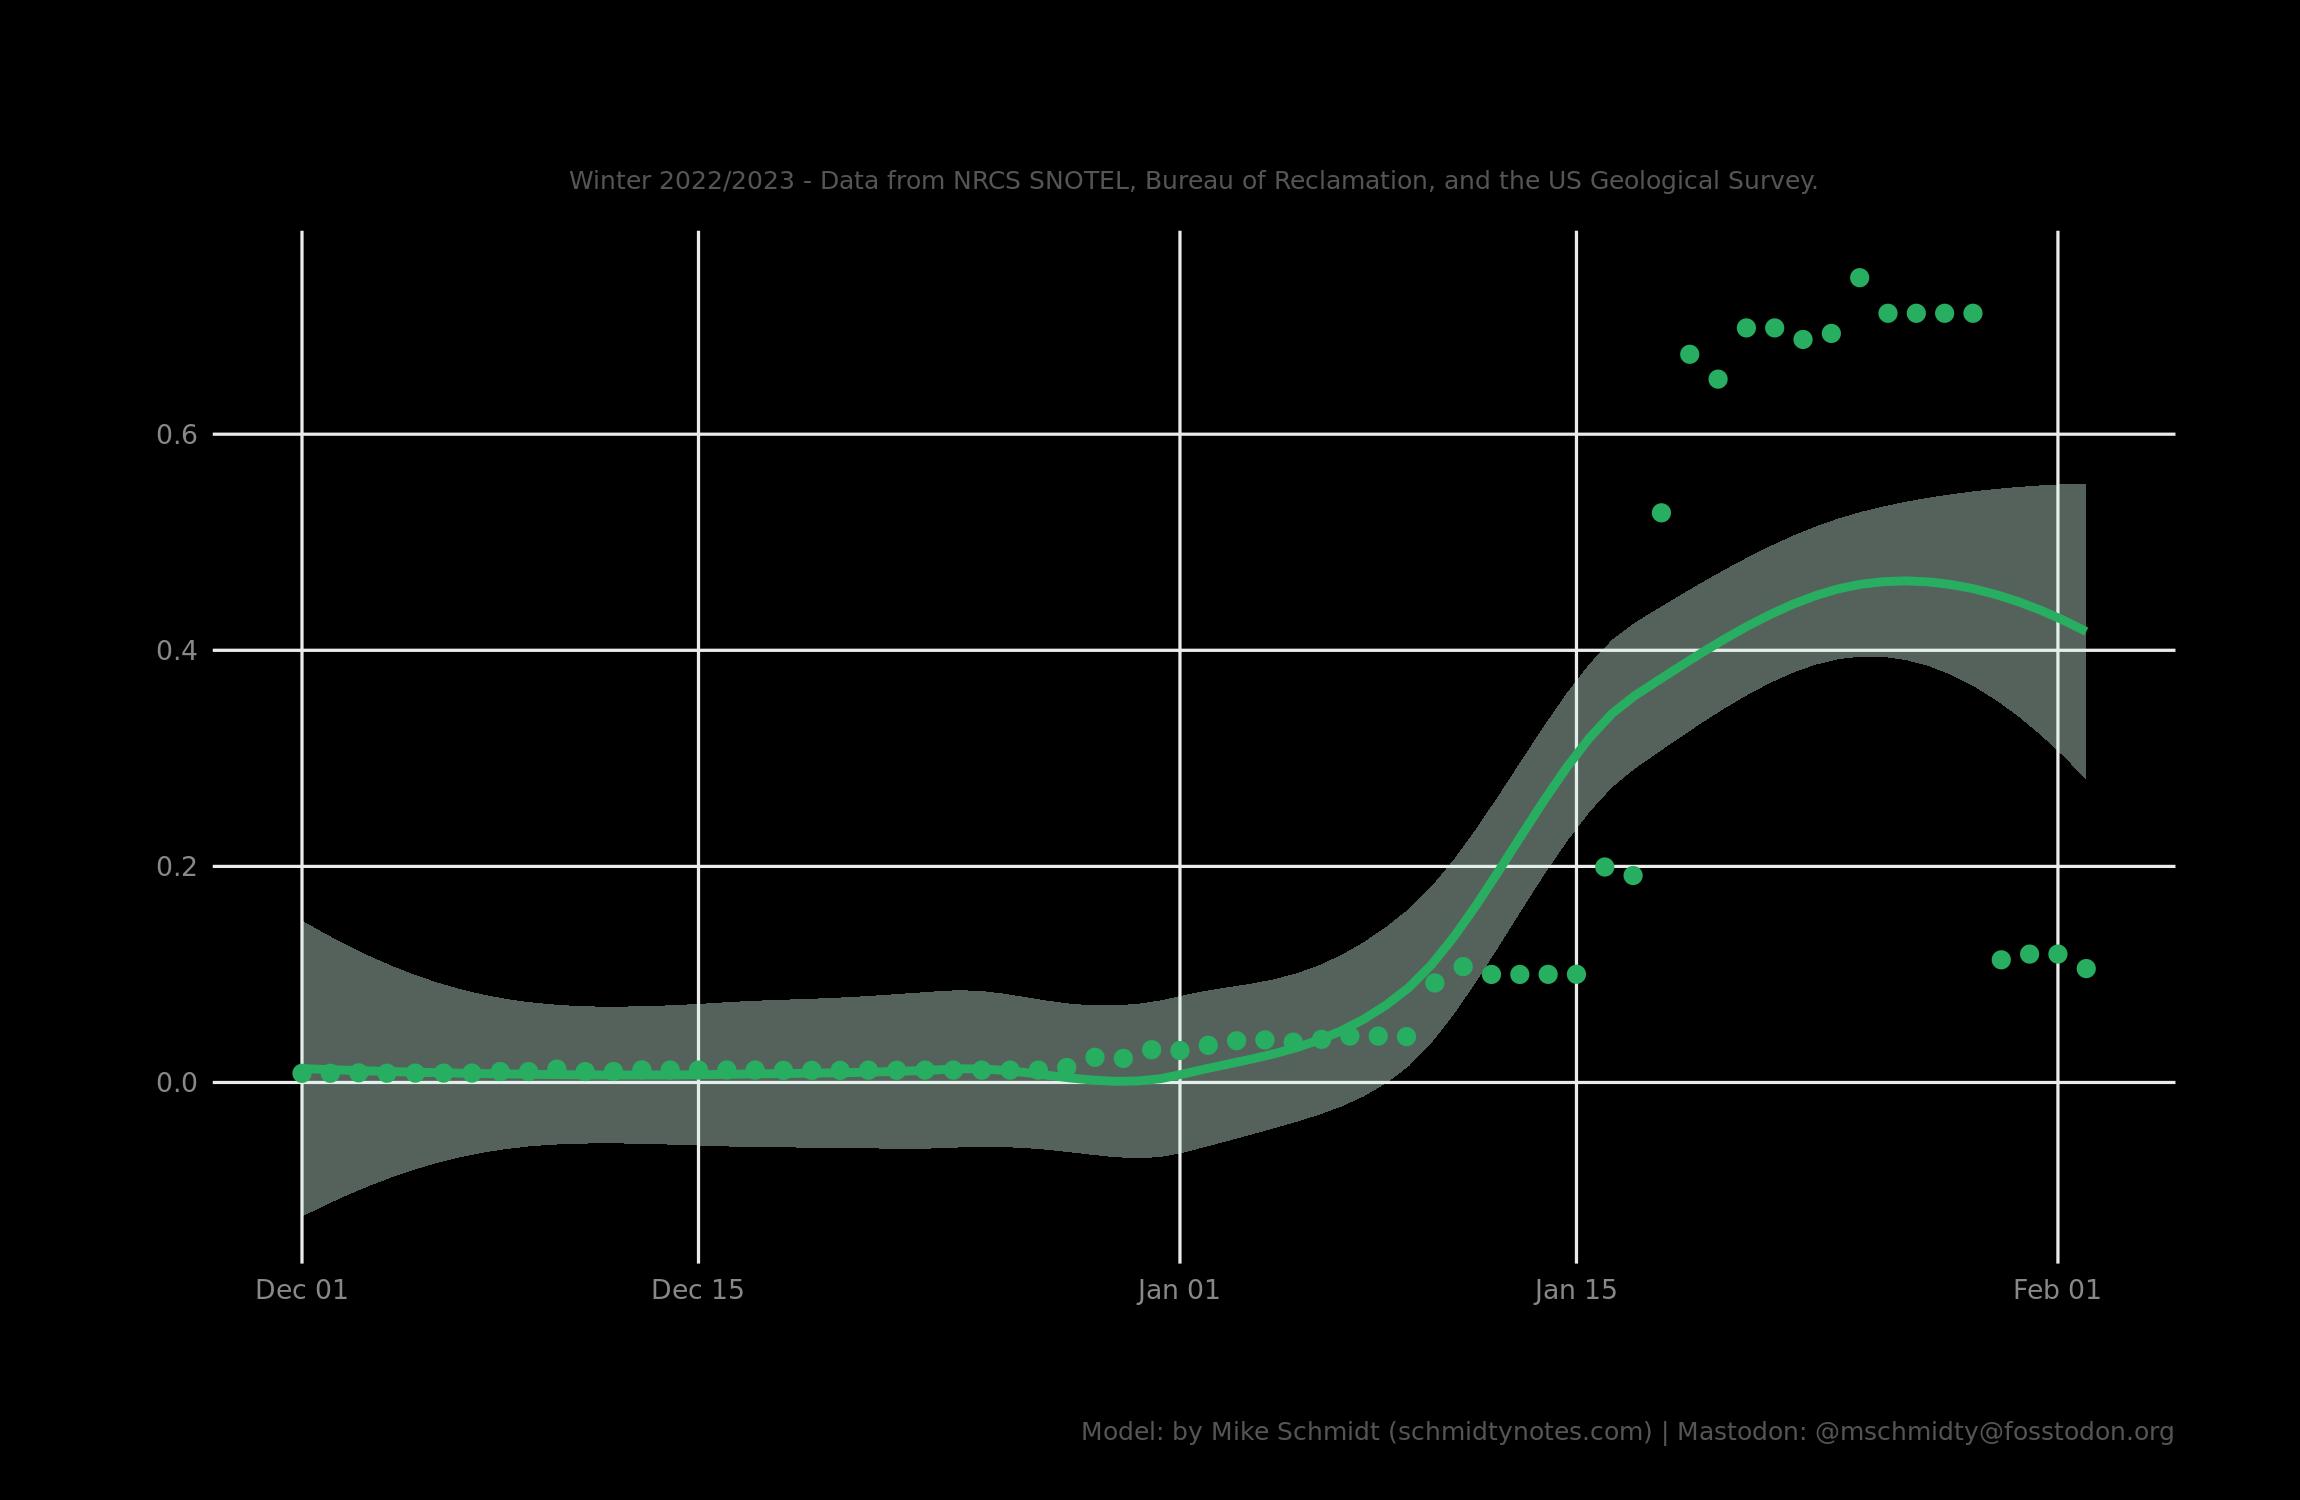 Winter 2022/2023 - Data from NRCS SNOTEL, Bureau of Reclamation, and the US Geological Survey.
0.6
0.4
0.2
0.0
Dec 01 Dec 15 Jan 01 Jan 15 Feb 01
Model: by Mike Schmidt (schmidtynotes.com) | Mastodon: @mschmidty@fosstodon.org